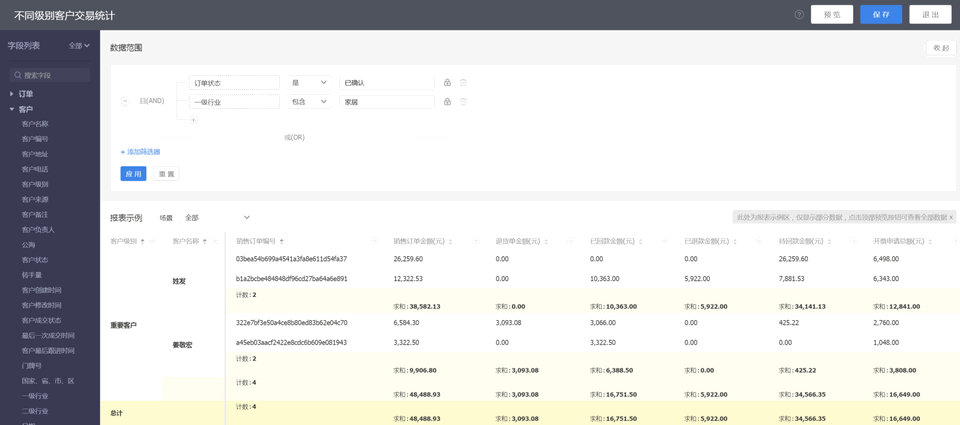 不同级别客户交易统计
预 览
保 存
退 出
字段列表 全部
搜索字段
订单
客户
客户名称
客户编号
客户地址
客户电话
客户级别
客户来源
客户备注
客户负责人
公海
客户状态
转手量
客户创建时间
客户修改时间
客户成交状态
最后一次成交时间
客户最后跟进时间
门牌号
国家、省、市、区
一级行业
二级行业
数据范围
收 起
且(AND)
订单状态 是 已确认
一级行业 包含 家居
或(OR)
+ 添加筛选器
应 用 重 置
报表示例 场景 全部
此处为报表示例区，仅显示部分数据，点击顶部预览按钮可查看全部数据 ×
客户级别 客户名称 销售订单编号 销售订单金额(元) 退货单金额(元) 已回款金额(元) 已退款金额(元) 待回款金额(元) 开票申请总额(元)
03bea54b699a4541a3fa8e611d54fa37 26,259.60 0.00 0.00 0.00 26,259.60 6,498.00
姓发 b1a2bcbe484848df96cd27ba64a6e891 12,322.53 0.00 10,363.00 5,922.00 7,881.53 6,343.00
计数 : 2
求和 : 38,582.13 求和 : 0.00 求和 : 10,363.00 求和 : 5,922.00 求和 : 34,141.13 求和 : 12,841.00
重要客户 322e7bf3e50a4ce8b80ed83b62e04c70 6,584.30 3,093.08 3,066.00 0.00 425.22 2,760.00
姜敬宏 a45eb03aacf2422e8cdc6b609e081943 3,322.50 0.00 3,322.50 0.00 0.00 1,048.00
计数 : 2
求和 : 9,906.80 求和 : 3,093.08 求和 : 6,388.50 求和 : 0.00 求和 : 425.22 求和 : 3,808.00
计数 : 4
求和 : 48,488.93 求和 : 3,093.08 求和 : 16,751.50 求和 : 5,922.00 求和 : 34,566.35 求和 : 16,649.00
总计 计数 : 4
求和 : 48,488.93 求和 : 3,093.08 求和 : 16,751.50 求和 : 5,922.00 求和 : 34,566.35 求和 : 16,649.00